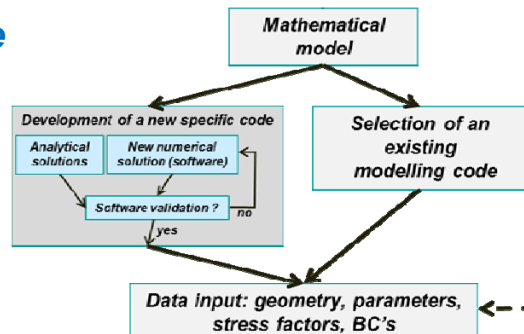 e
Mathematical
model
Development of a new specific code
Analytical
solutions
New numerical
solution (software)
Software validation ?
no
yes
Selection of an
existing
modelling code
Data input: geometry, parameters,
stress factors, BC's